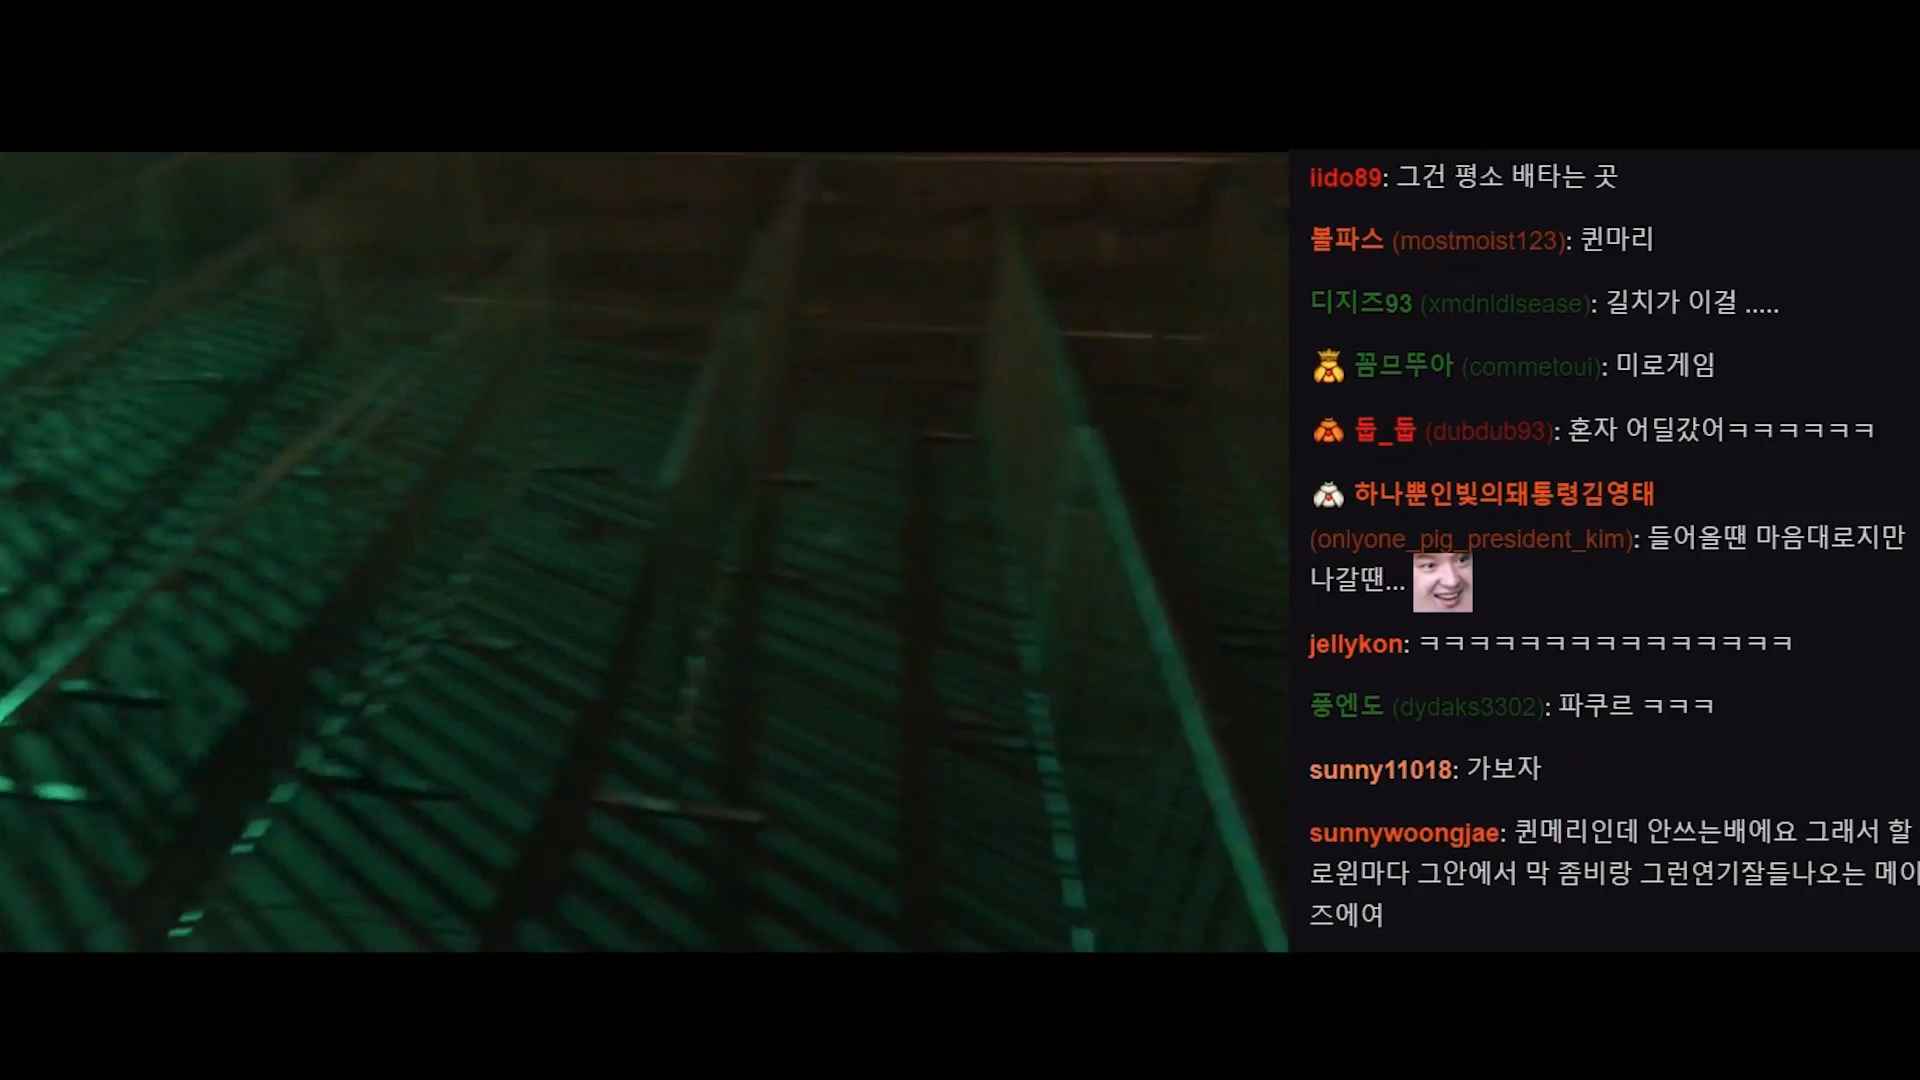 iido89: 그건 평소 배타는 곳
볼파스 (mostmoist123): 퀸마리
디지즈93 (xmdnldisease): 길치가 이걸 .....
꼼므뚜아 (commetoui): 미로게임
둡_둡 (dubdub93): 혼자 어딜갔어ㅋㅋㅋㅋㅋㅋ
하나뿐인빛의돼통령김영태
(onlyone_pig_president_kim): 들어올땐 마음대로지만
나갈땐...
jellykon: ㅋㅋㅋㅋㅋㅋㅋㅋㅋㅋㅋㅋㅋㅋㅋ
풍엔도 (dydaks3302): 파쿠르 ㅋㅋㅋ
sunny11018: 가보자
sunnywoongjae: 퀸메리인데 안쓰는배에요 그래서 할
로윈마다 그안에서 막 좀비랑 그런연기잘들나오는 메이
즈에여